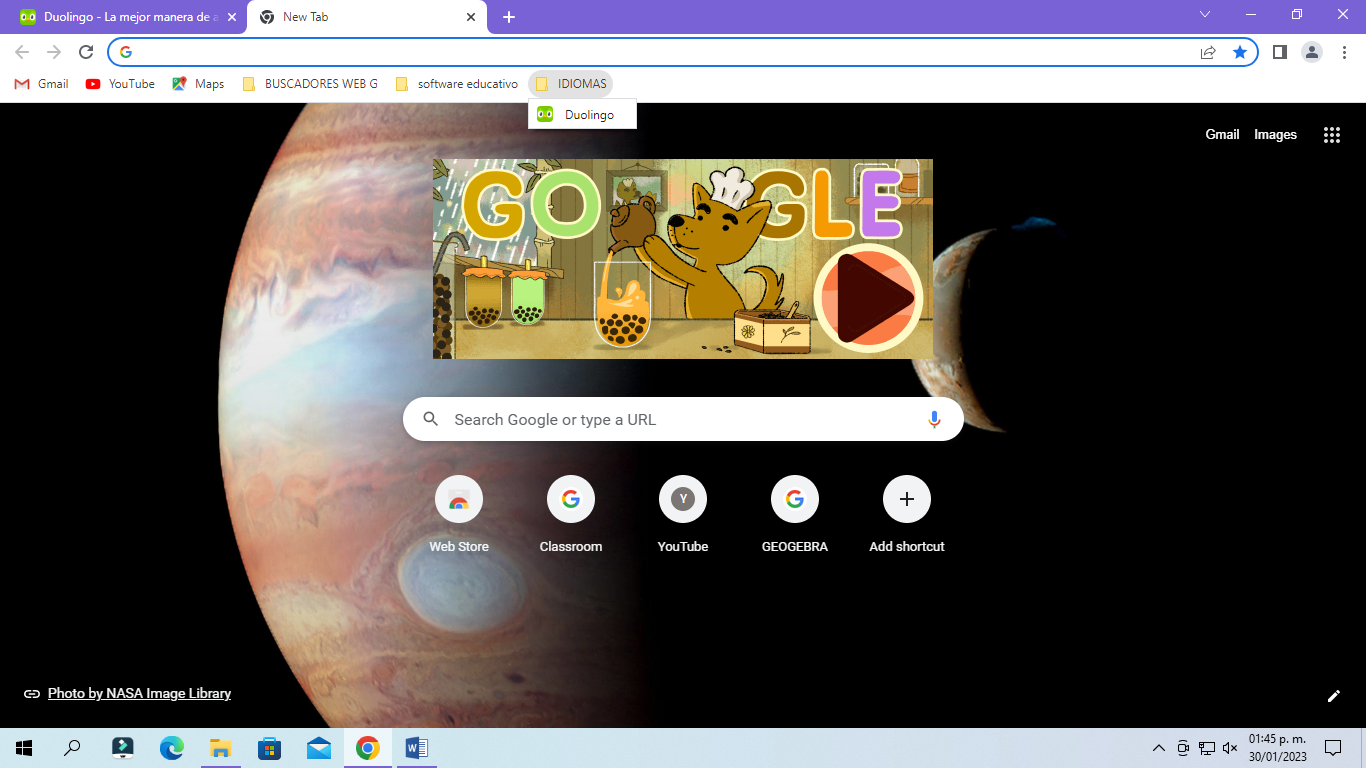 Duolingo - La mejor manera de a
New Tab
Gmail
YouTube
Maps
BUSCADORES WEB G
software educativo
IDIOMAS
Duolingo
Gmail
Images
GOOGLE
Search Google or type a URL
Y
Web Store
Classroom
YouTube
GEOGEBRA
Add shortcut
Photo by NASA Image Library
01:45 p. m.
30/01/2023